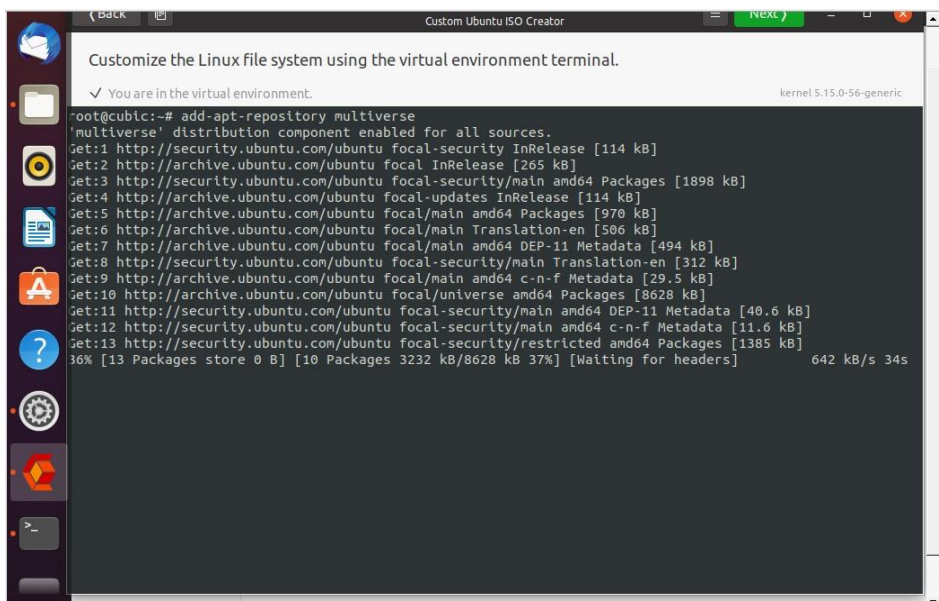 ⟨Back
Custom Ubuntu ISO Creator
Next⟩
Customize the Linux file system using the virtual environment terminal.
✓ You are in the virtual environment.
kernel 5.15.0-56-generic
root@cubic:~# add-apt-repository multiverse
'multiverse' distribution component enabled for all sources.
Get:1 http://security.ubuntu.com/ubuntu focal-security InRelease [114 kB]
Get:2 http://archive.ubuntu.com/ubuntu focal InRelease [265 kB]
Get:3 http://security.ubuntu.com/ubuntu focal-security/main amd64 Packages [1898 kB]
Get:4 http://archive.ubuntu.com/ubuntu focal-updates InRelease [114 kB]
Get:5 http://archive.ubuntu.com/ubuntu focal/main amd64 Packages [970 kB]
Get:6 http://archive.ubuntu.com/ubuntu focal/main Translation-en [506 kB]
Get:7 http://archive.ubuntu.com/ubuntu focal/main amd64 DEP-11 Metadata [494 kB]
Get:8 http://security.ubuntu.com/ubuntu focal-security/main Translation-en [312 kB]
Get:9 http://archive.ubuntu.com/ubuntu focal/main amd64 c-n-f Metadata [29.5 kB]
Get:10 http://archive.ubuntu.com/ubuntu focal/universe amd64 Packages [8628 kB]
Get:11 http://security.ubuntu.com/ubuntu focal-security/main amd64 DEP-11 Metadata [40.6 kB]
Get:12 http://security.ubuntu.com/ubuntu focal-security/main amd64 c-n-f Metadata [11.6 kB]
Get:13 http://security.ubuntu.com/ubuntu focal-security/restricted amd64 Packages [1385 kB]
36% [13 Packages store 0 B] [10 Packages 3232 kB/8628 kB 37%] [Waiting for headers] 642 kB/s 34s